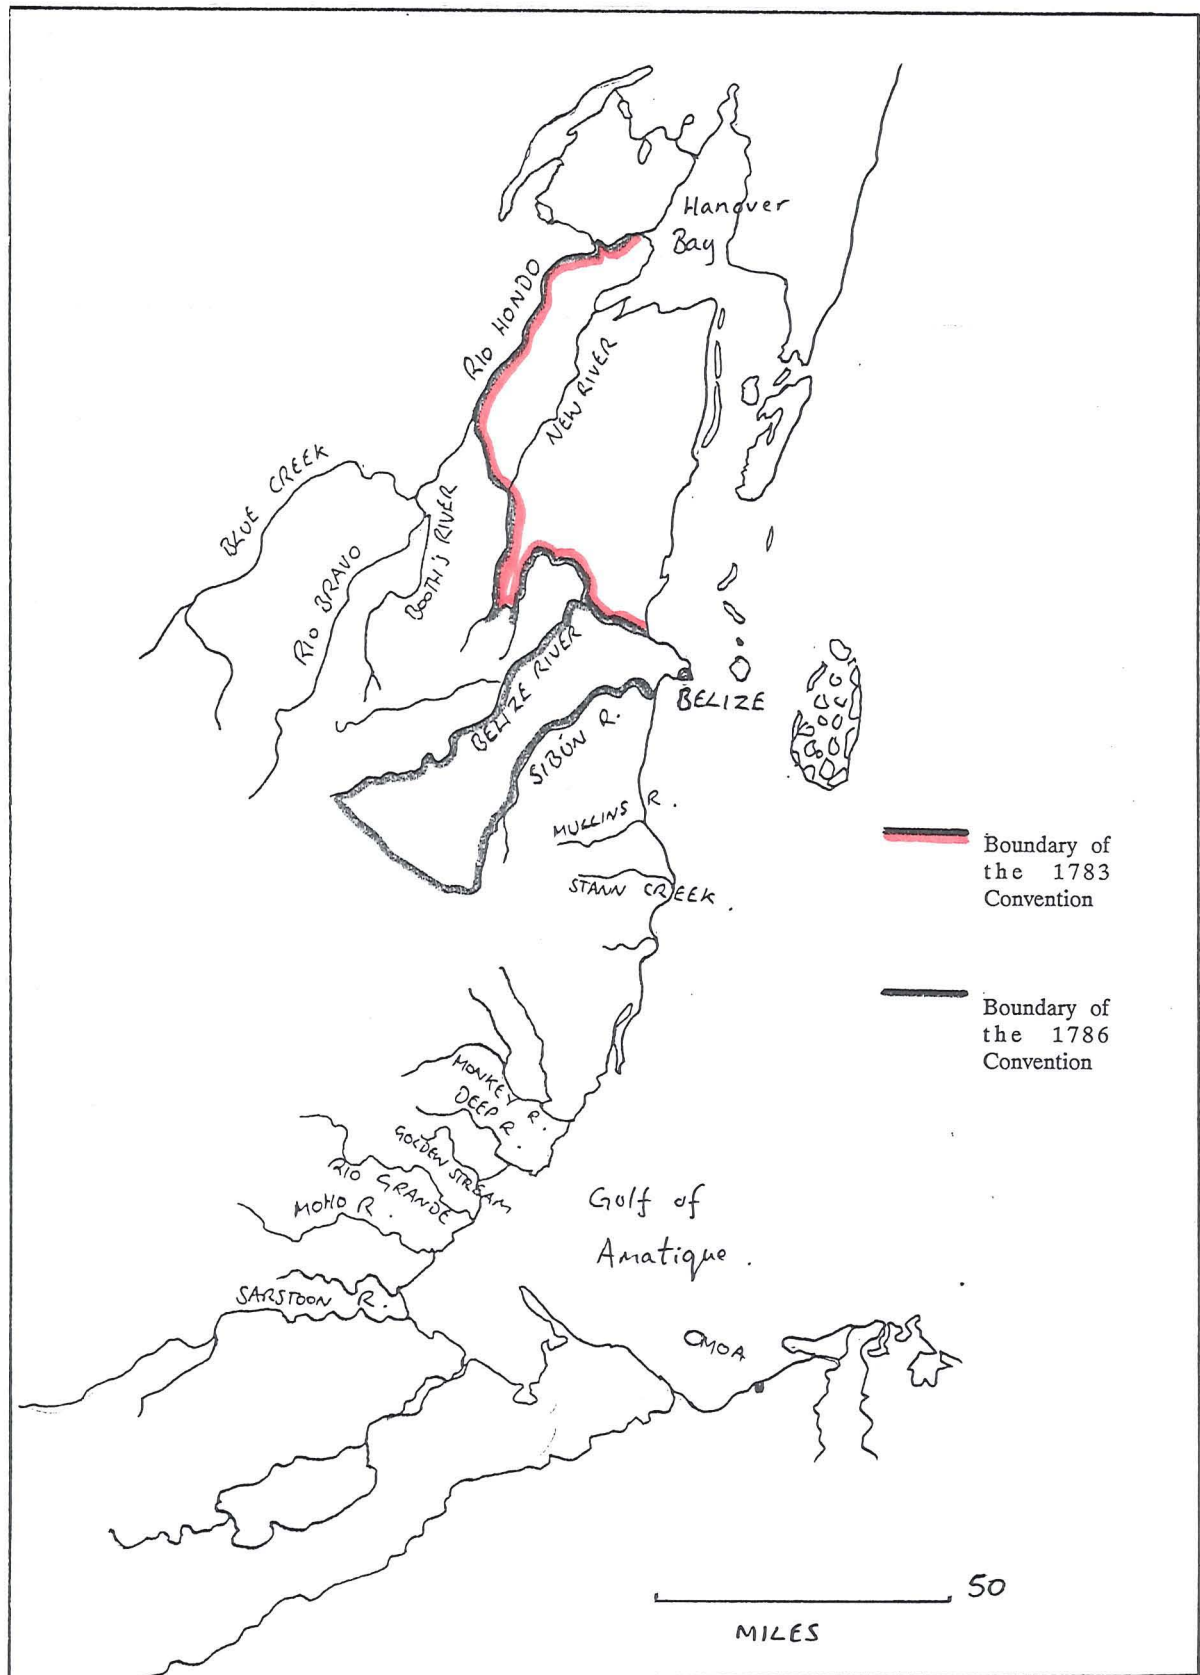 Hanover
Bay
RIO HONDO
NEW RIVER
BLUE CREEK
RIO BRAVO
BOOTH'S RIVER
BELIZE RIVER
BELIZE
SIBÚN R.
MULLINS R.
STANN CREEK.
Boundary of
the 1783
Convention
Boundary of
the 1786
Convention
MONKEY R.
DEEP R.
GOLDEN STREAM
RIO GRANDE
MOHO R.
Golf of
Amatique.
SARSTOON R.
OMOA
50
MILES